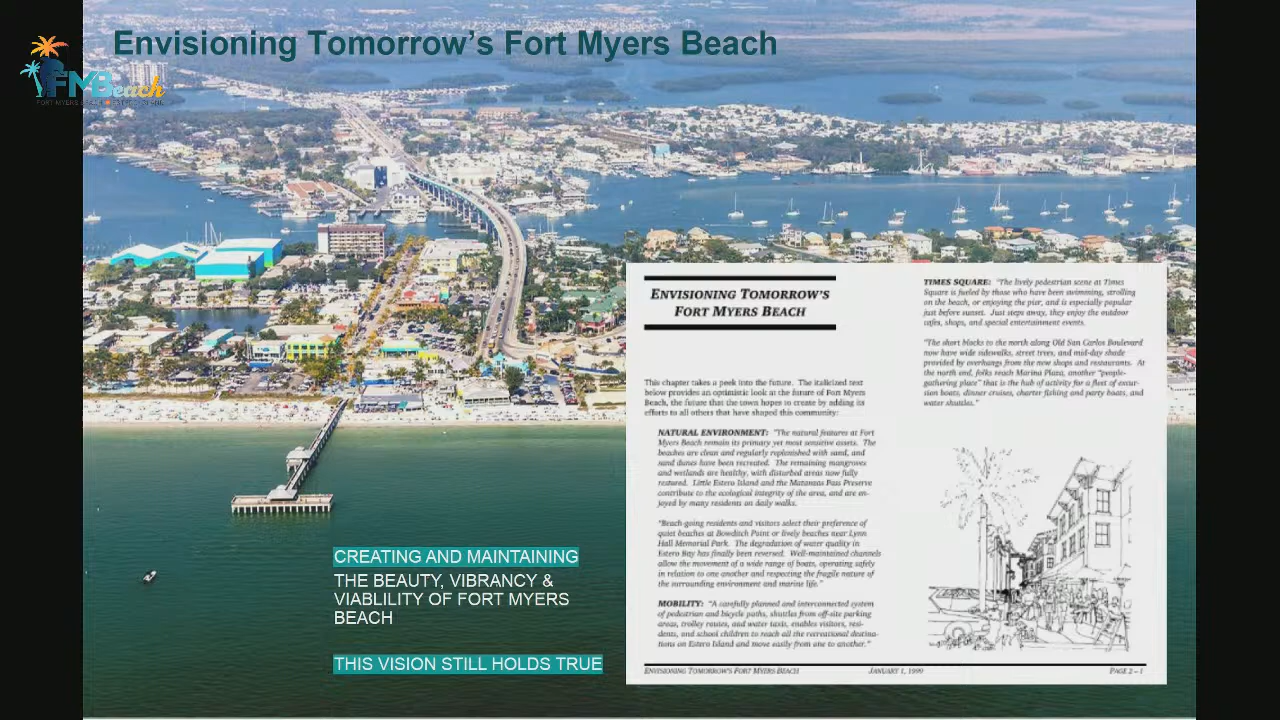 Envisioning Tomorrow's Fort Myers Beach
FMBeach
ENVISIONING TOMORROW'S
FORT MYERS BEACH
This chapter takes a peek into the future. The italicized text
below provides an optimistic look at the future of Fort Myers
Beach, the future that the town hopes to create by adding its
efforts to all others that have shaped this community:
NATURAL ENVIRONMENT: "The natural features at Fort
Myers Beach remain its primary yet most sensitive assets. The
beaches are clean and regularly replenished with sand, and
sand dunes have been recreated. The remaining mangroves
and wetlands are healthy, with disturbed areas now fully
restored. Little Estero Island and the Matanzas Pass Preserve
contribute to the ecological integrity of the area, and are en-
joyed by many residents on daily walks.
"Beach-going residents and visitors select their preference of
quiet beaches at Bowditch Point or lively beaches near Lynn
Hall Memorial Park. The degradation of water quality in
Estero Bay has finally been reversed. Well-maintained channels
allow the movement of a wide range of boats, operating safely
in relation to one another and respecting the fragile nature of
the surrounding environment and marine life."
MOBILITY: "A carefully planned and interconnected system
of pedestrian and bicycle paths, shuttles from off-site parking
areas, trolley routes, and water taxis, enables visitors, resi-
dents, and school children to reach all the recreational destina-
tions on Estero Island and move easily from one to another."
TIMES SQUARE: "The lively pedestrian scene at Times
Square is fueled by those who have been swimming, strolling
on the beach, or enjoying the pier, and is especially popular
just before sunset. Just steps away, they enjoy the outdoor
cafes, shops, and special entertainment events.
"The short blocks to the north along Old San Carlos Boulevard
now have wide sidewalks, street trees, and mid-day shade
provided by overhangs from the new shops and restaurants. At
the north end, folks reach Marina Plaza, another "people-
gathering place" that is the hub of activity for a fleet of excur-
sion boats, dinner cruises, charter fishing and party boats, and
water shuttles."
ENVISIONING TOMORROW'S FORT MYERS BEACH JANUARY 1, 1999 PAGE 2 – 1
CREATING AND MAINTAINING
THE BEAUTY, VIBRANCY &
VIABLILITY OF FORT MYERS
BEACH
THIS VISION STILL HOLDS TRUE